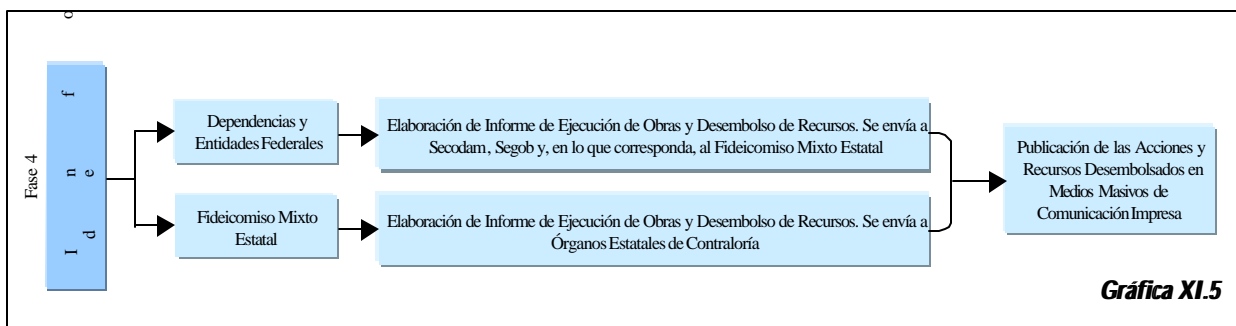 Fase 4
I n f
d e
o
Dependencias y
Entidades Federales
Elaboración de Informe de Ejecución de Obras y Desembolso de Recursos. Se envía a
Secodam, Segob y, en lo que corresponda, al Fideicomiso Mixto Estatal
Fideicomiso Mixto
Estatal
Elaboración de Informe de Ejecución de Obras y Desembolso de Recursos. Se envía a
Órganos Estatales de Contraloría
Publicación de las Acciones y
Recursos Desembolsados en
Medios Masivos de
Comunicación Impresa
Gráfica XI.5